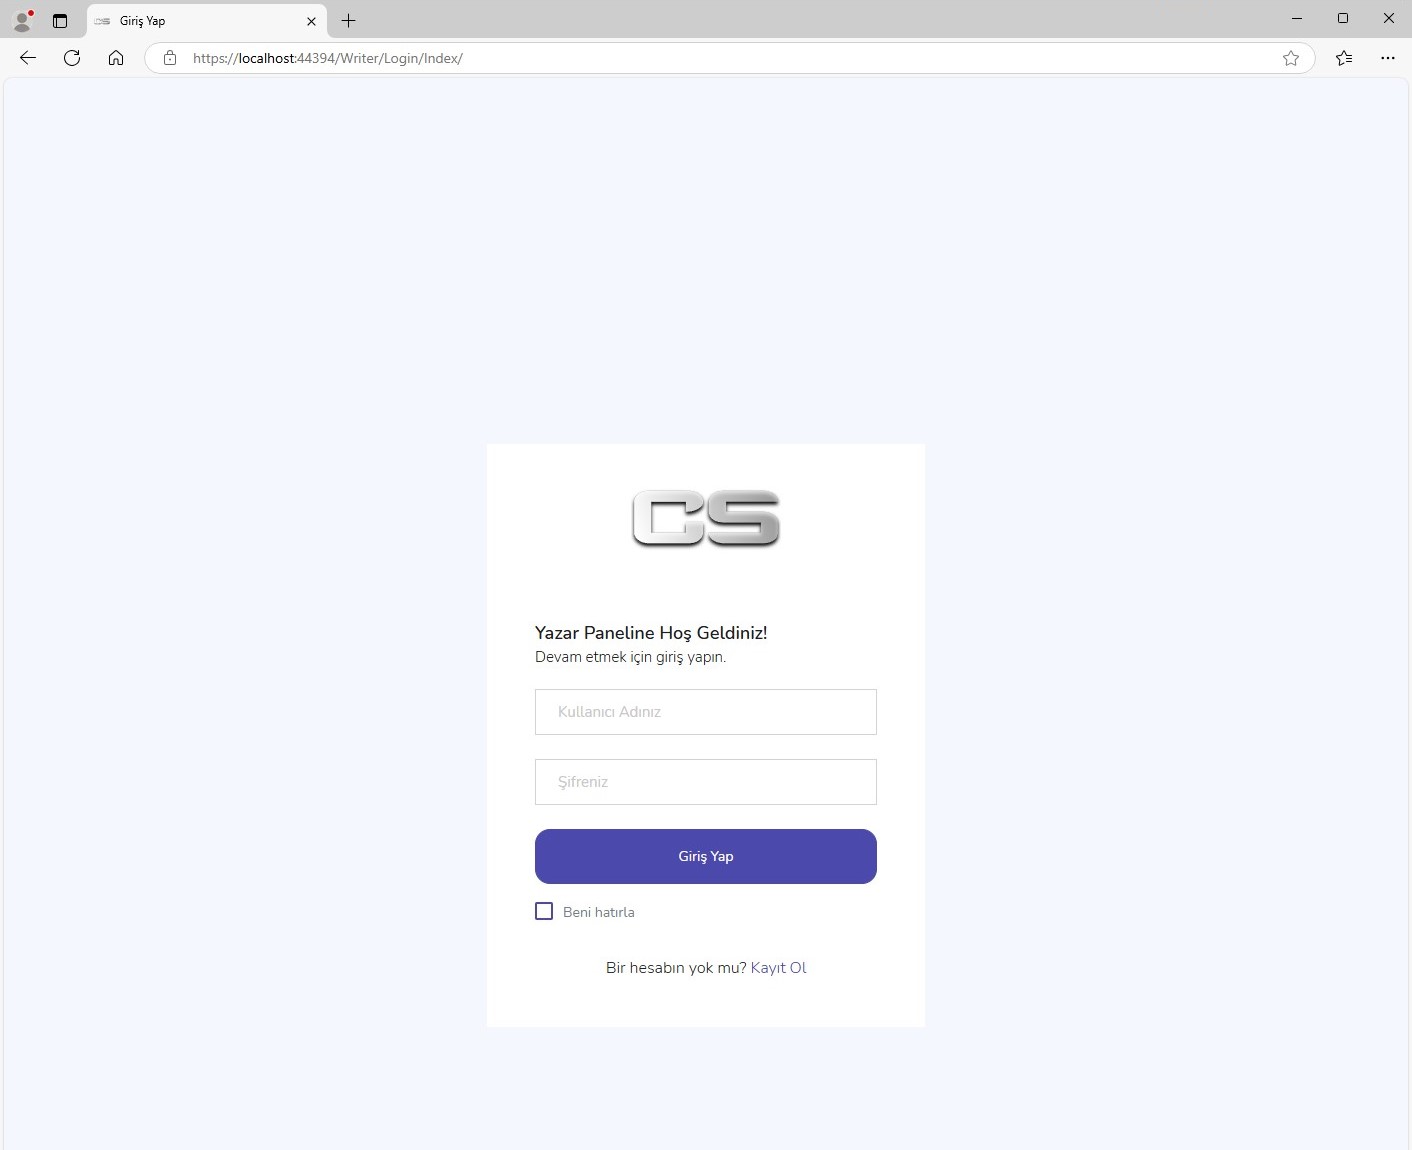 Giriş Yap
https://localhost:44394/Writer/Login/Index/
CS
Yazar Paneline Hoş Geldiniz!
Devam etmek için giriş yapın.
Kullanıcı Adınız
Şifreniz
Giriş Yap
Beni hatırla
Bir hesabın yok mu? Kayıt Ol